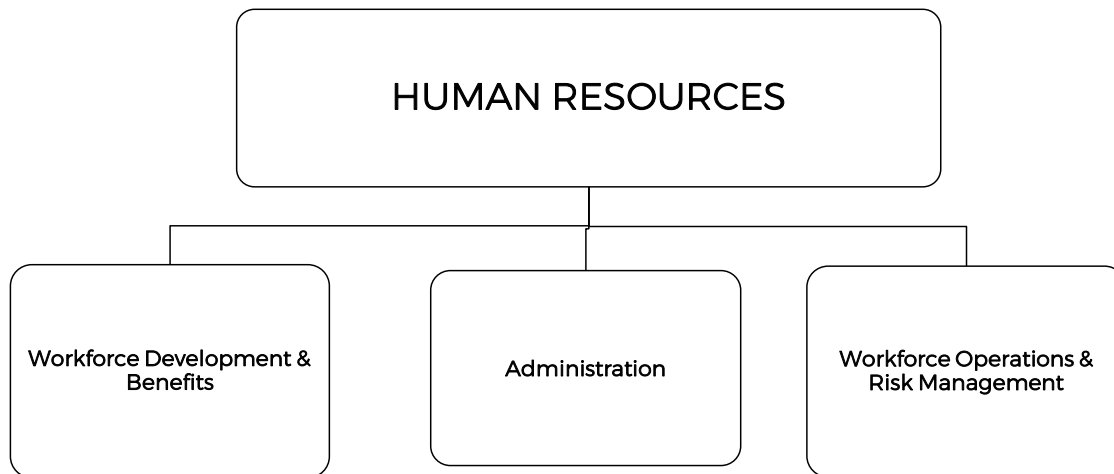 HUMAN RESOURCES
Workforce Development &
Benefits
Administration
Workforce Operations &
Risk Management